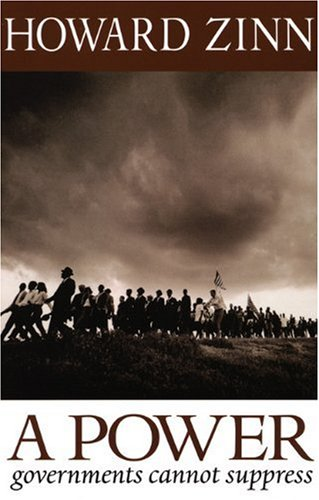 HOWARD ZINN
A POWER
governments cannot suppress